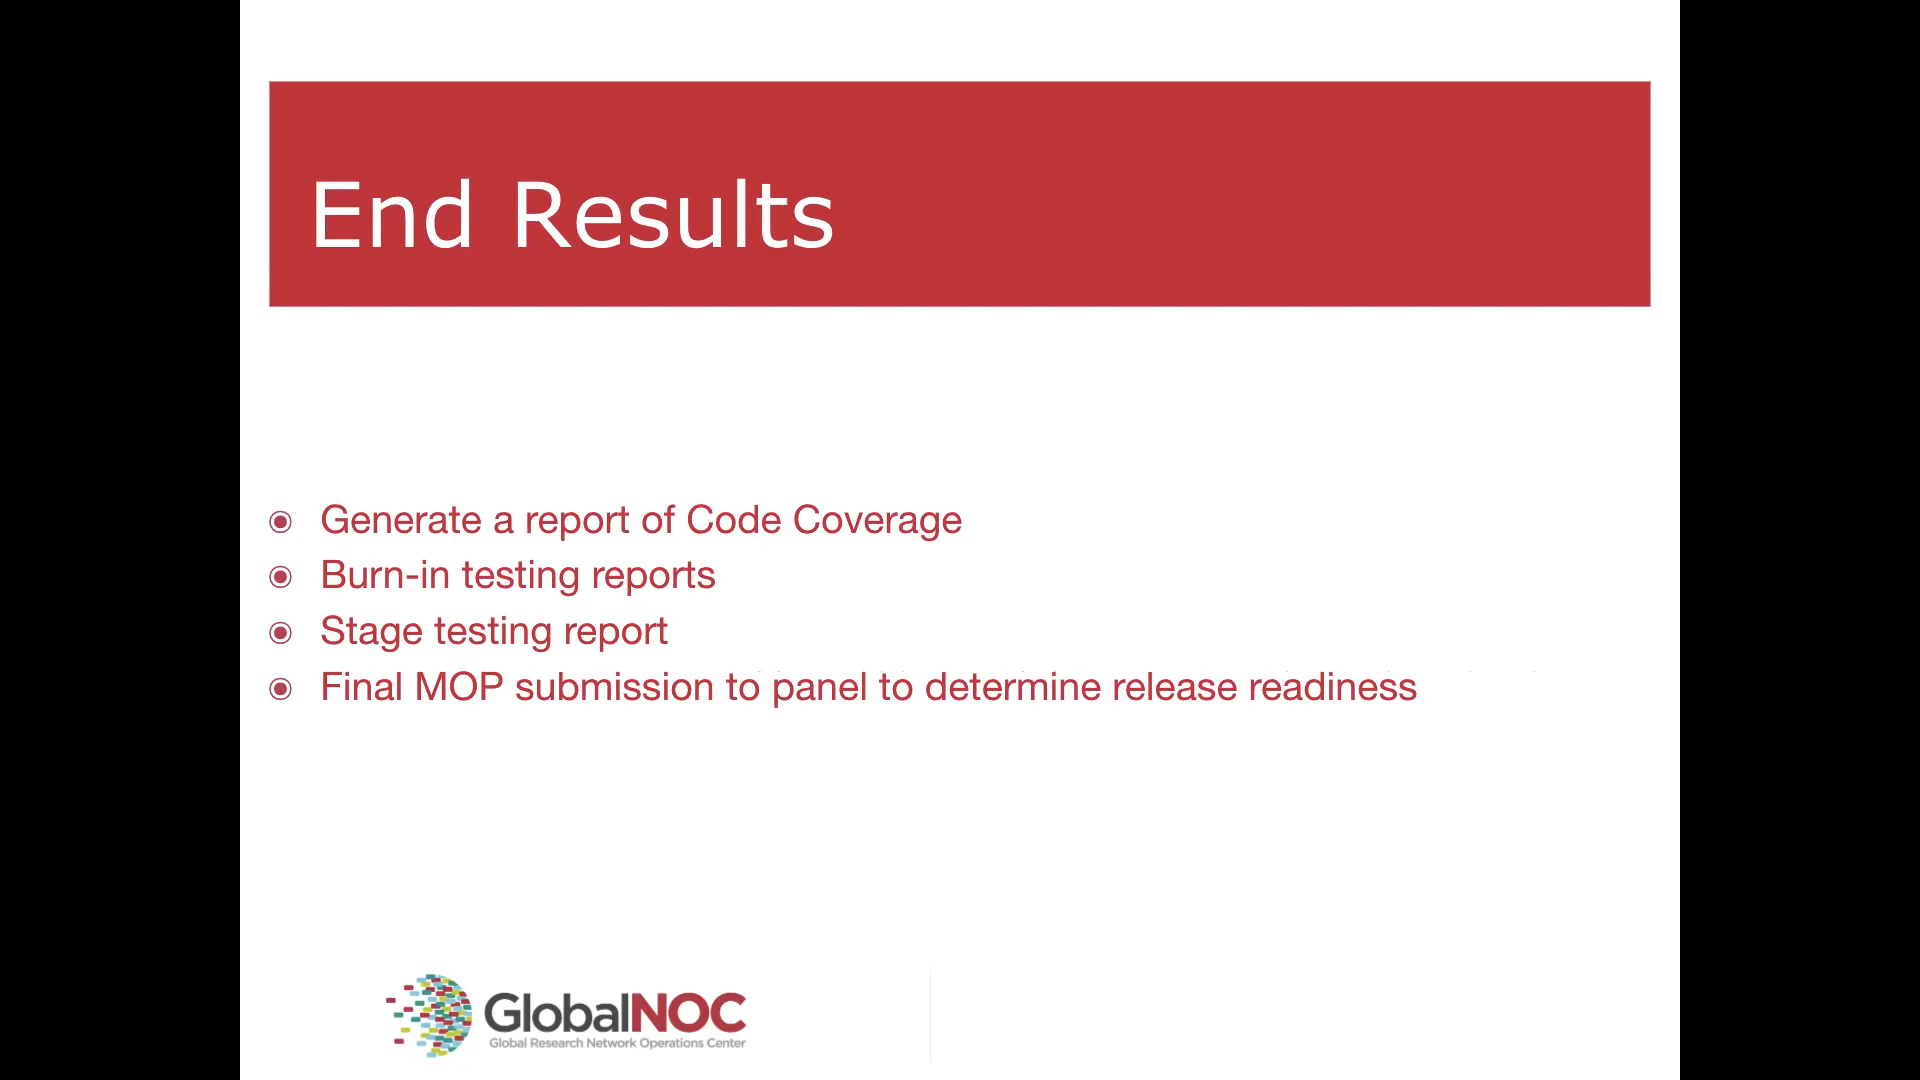 End Results
Generate a report of Code Coverage
Burn-in testing reports
Stage testing report
Final MOP submission to panel to determine release readiness
GlobalNOC
Global Research Network Operations Center